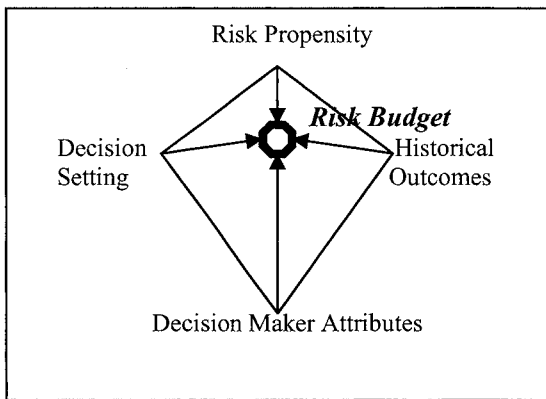 Risk Propensity
Risk Budget
Decision
Setting
Historical
Outcomes
Decision Maker Attributes